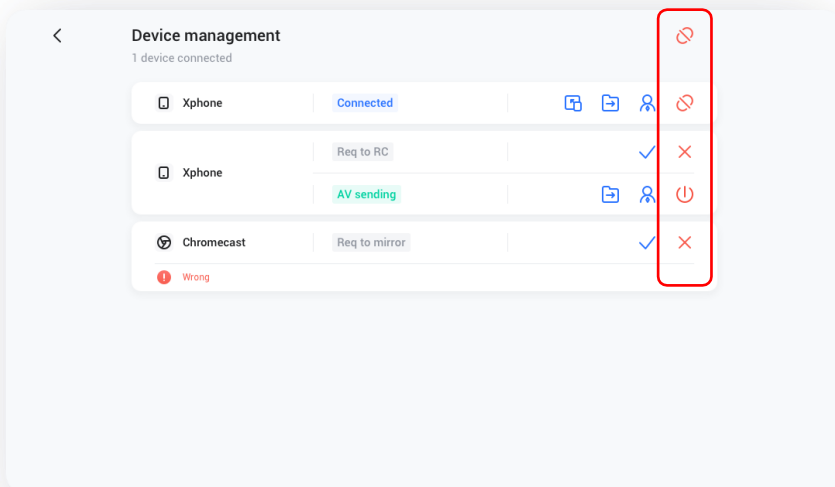 Device management
1 device connected
Xphone Connected
Req to RC
Xphone
AV sending
Chromecast Req to mirror
Wrong